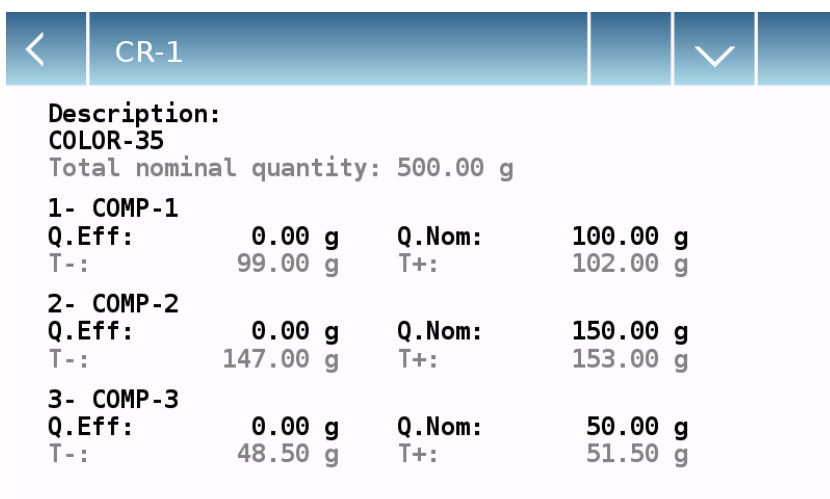 CR-1
Description:
COLOR-35
Total nominal quantity: 500.00 g
1- COMP-1
Q.Eff: 0.00 g Q.Nom: 100.00 g
T-: 99.00 g T+: 102.00 g
2- COMP-2
Q.Eff: 0.00 g Q.Nom: 150.00 g
T-: 147.00 g T+: 153.00 g
3- COMP-3
Q.Eff: 0.00 g Q.Nom: 50.00 g
T-: 48.50 g T+: 51.50 g